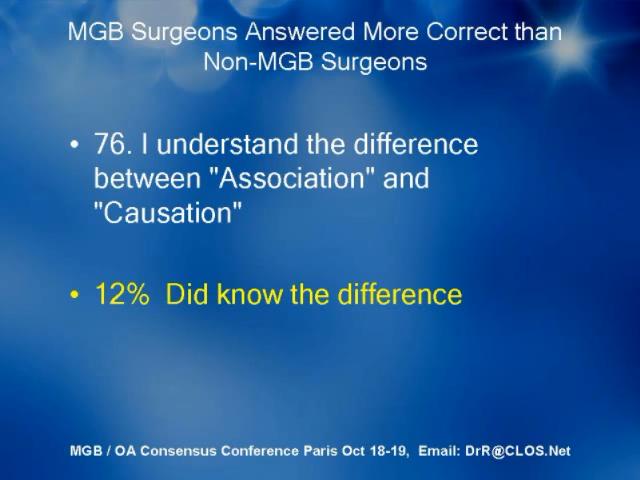 MGB Surgeons Answered More Correct than
Non-MGB Surgeons
• 76. I understand the difference
between "Association" and
"Causation"
• 12%  Did know the difference
MGB / OA Consensus Conference Paris Oct 18-19,  Email: DrR@CLOS.Net